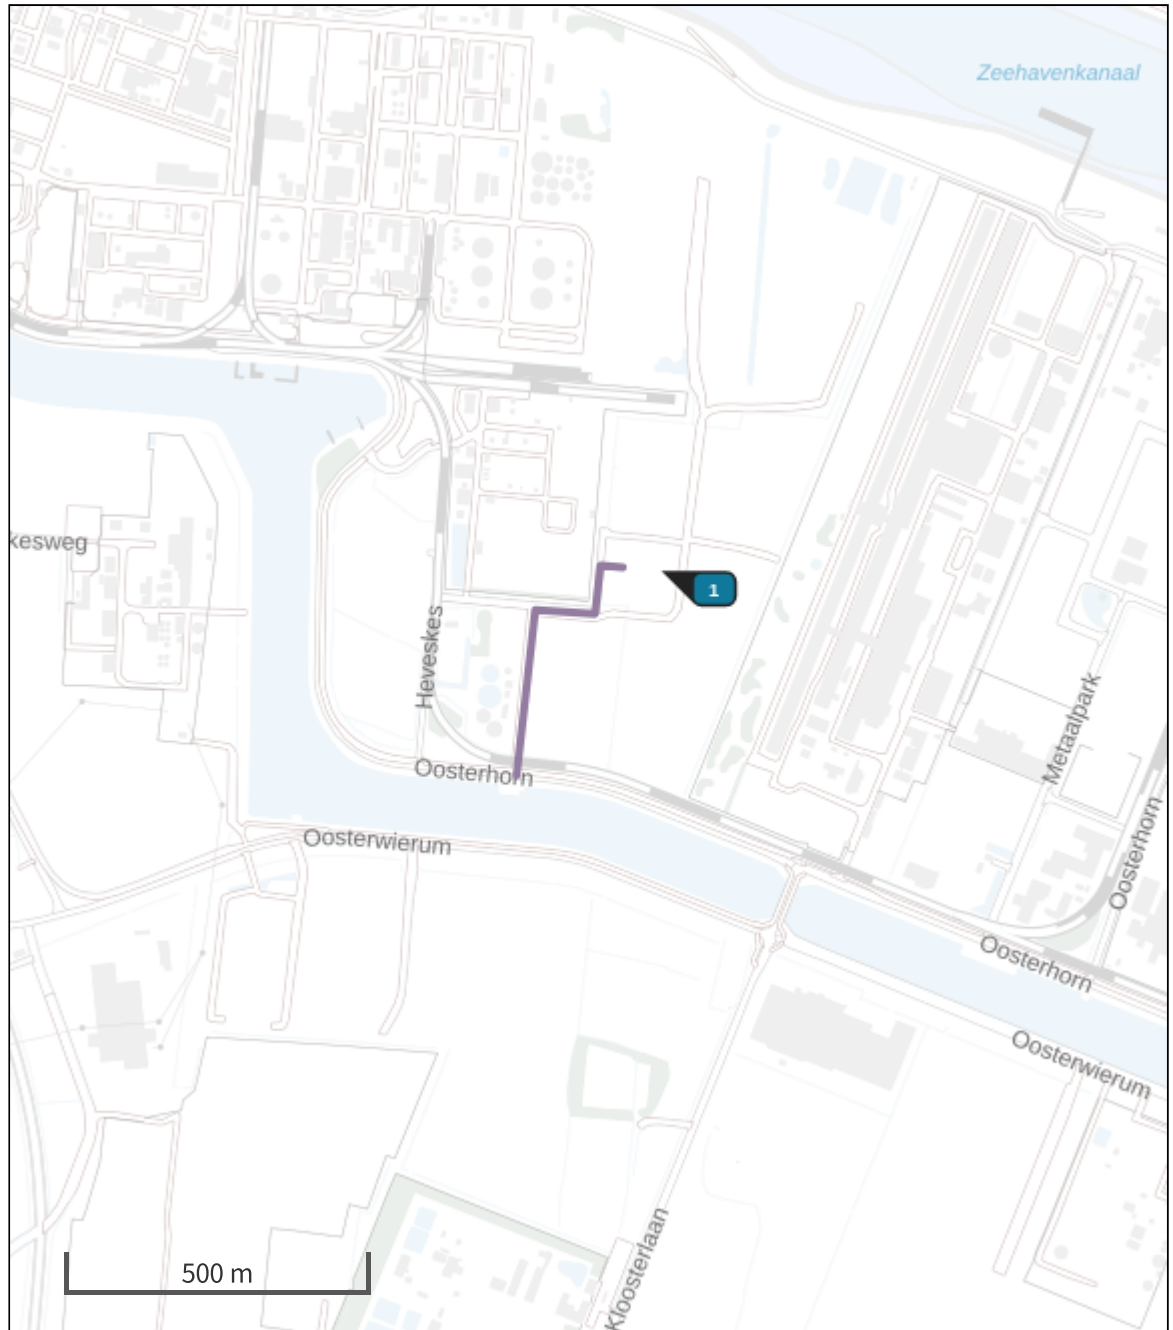 Zeehavenkanaal
kesweg
1
Heveskes
Metaalpark
Oosterhorn
Oosterhorn
Oosterwierum
Oosterhorn
Oosterwierum
Kloosterlaan
500 m